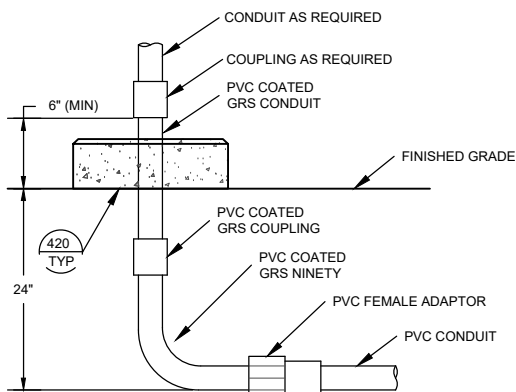 CONDUIT AS REQUIRED
COUPLING AS REQUIRED
PVC COATED
GRS CONDUIT
6" (MIN)
FINISHED GRADE
PVC COATED
GRS COUPLING
420
TYP
PVC COATED
GRS NINETY
24"
PVC FEMALE ADAPTOR
PVC CONDUIT